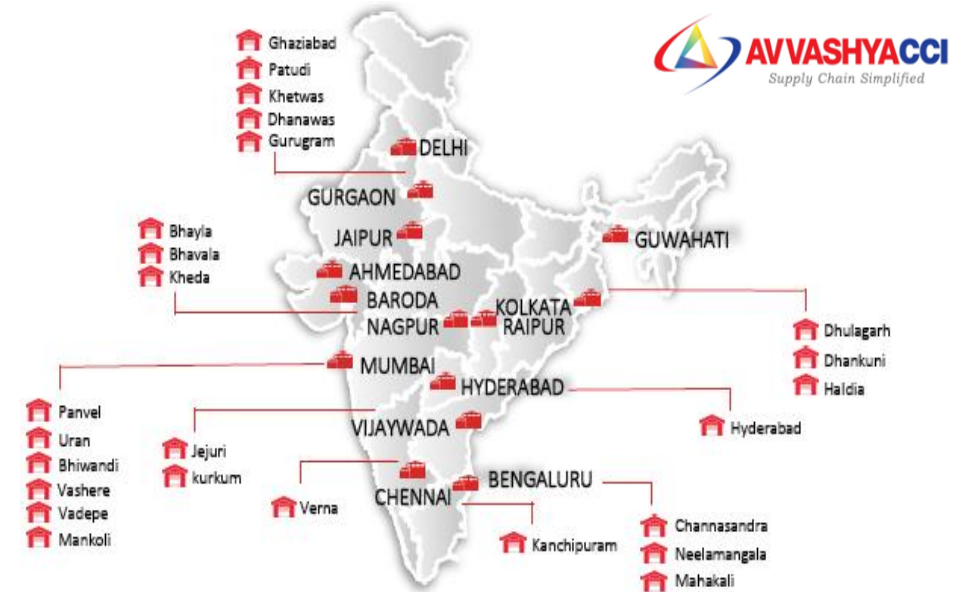 AVVASHYACCI
Supply Chain Simplified
Ghaziabad
Patudi
Khetwas
Dhanawas
Gurugram
DELHI
GURGAON
JAIPUR
GUWAHATI
Bhayla
Bhavala
Kheda
AHMEDABAD
BARODA
NAGPUR
KOLKATA
RAIPUR
Dhulagarh
Dhankuni
Haldia
MUMBAI
HYDERABAD
Hyderabad
Panvel
Uran
Bhiwandi
Vashere
Vadepe
Mankoli
Jejuri
kurkum
VIJAYWADA
Verna
CHENNAI
BENGALURU
Kanchipuram
Channasandra
Neelamangala
Mahakali